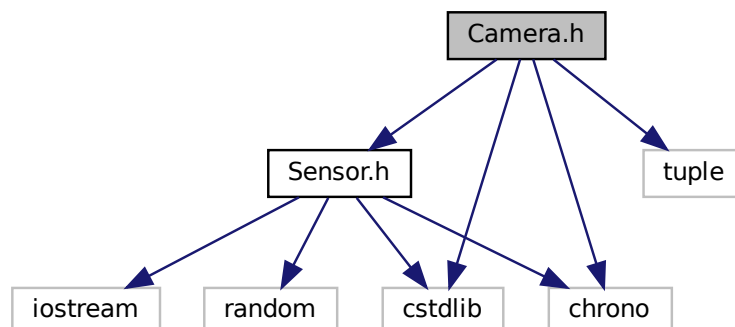 Camera.h
Sensor.h
tuple
iostream
random
cstdlib
chrono